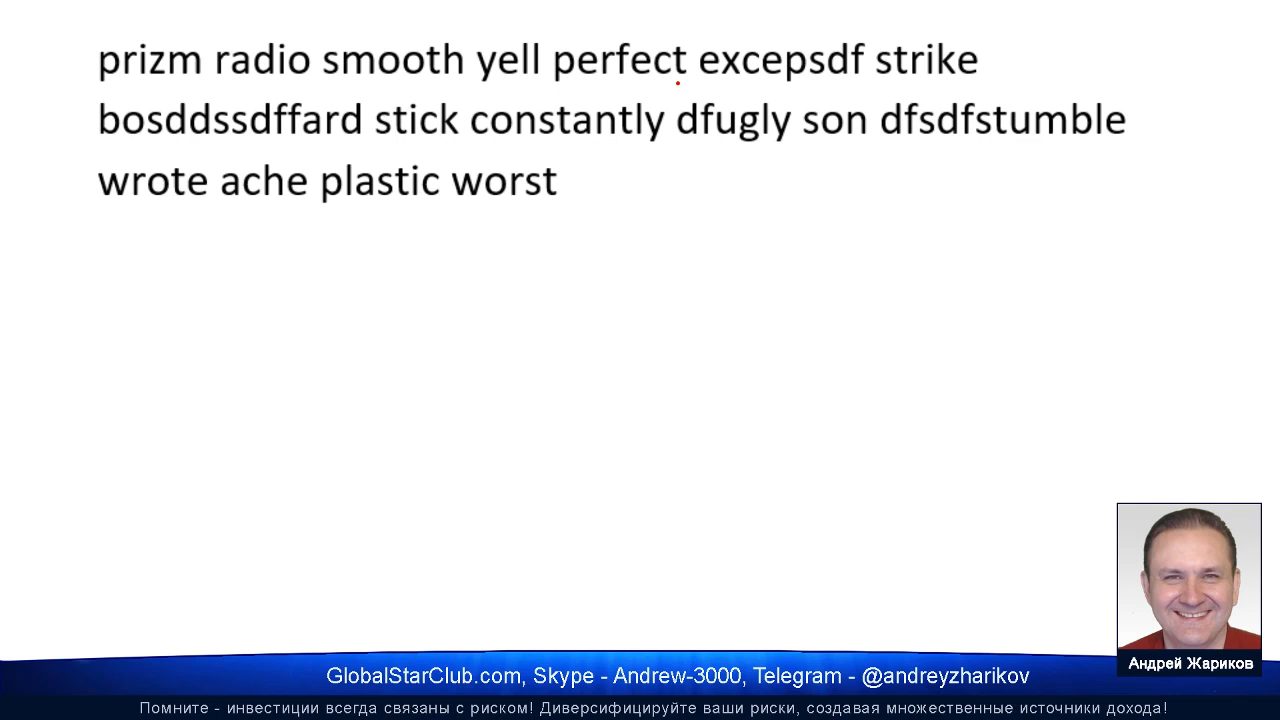 prizm radio smooth yell perfect excepsdf strike
bosddssdffard stick constantly dfugly son dfsdfstumble
wrote ache plastic worst
Андрей Жариков
GlobalStarClub.com, Skype - Andrew-3000, Telegram - @andreyzharikov
Помните - инвестиции всегда связаны с риском! Диверсифицируйте ваши риски, создавая множественные источники дохода!